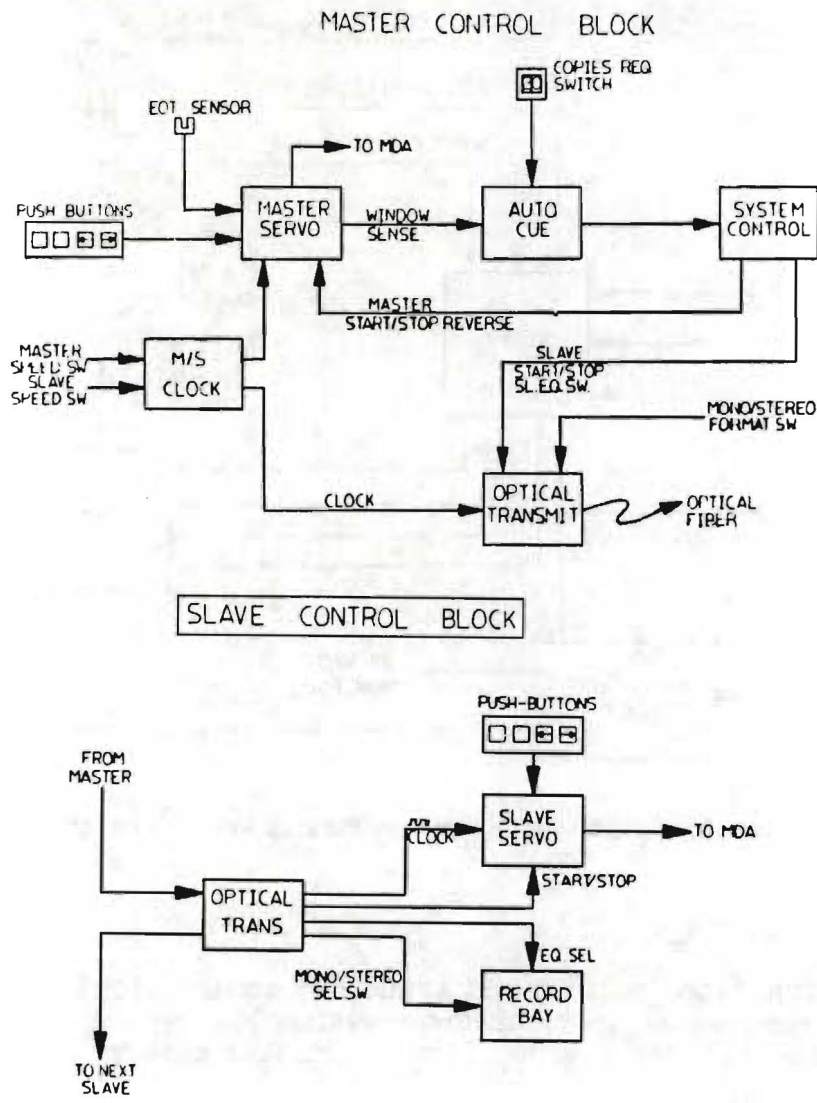 MASTER CONTROL BLOCK
COPIES REQ
SWITCH
EOT SENSOR
TO MDA
PUSH BUTTONS
MASTER
SERVO
WINDOW
SENSE
AUTO
CUE
SYSTEM
CONTROL
MASTER
START/STOP REVERSE
MASTER
SPEED SW
SLAVE
SPEED SW
M/S
CLOCK
SLAVE
START/STOP
SL.EQ. SW.
MONO/STEREO
FORMAT SW
CLOCK
OPTICAL
TRANSMIT
OPTICAL
FIBER
SLAVE CONTROL BLOCK
PUSH-BUTTONS
FROM
MASTER
CLOCK
SLAVE
SERVO
TO MDA
START/STOP
OPTICAL
TRANS
EQ SEL
MONO/STEREO
SEL SW
RECORD
BAY
TO NEXT
SLAVE